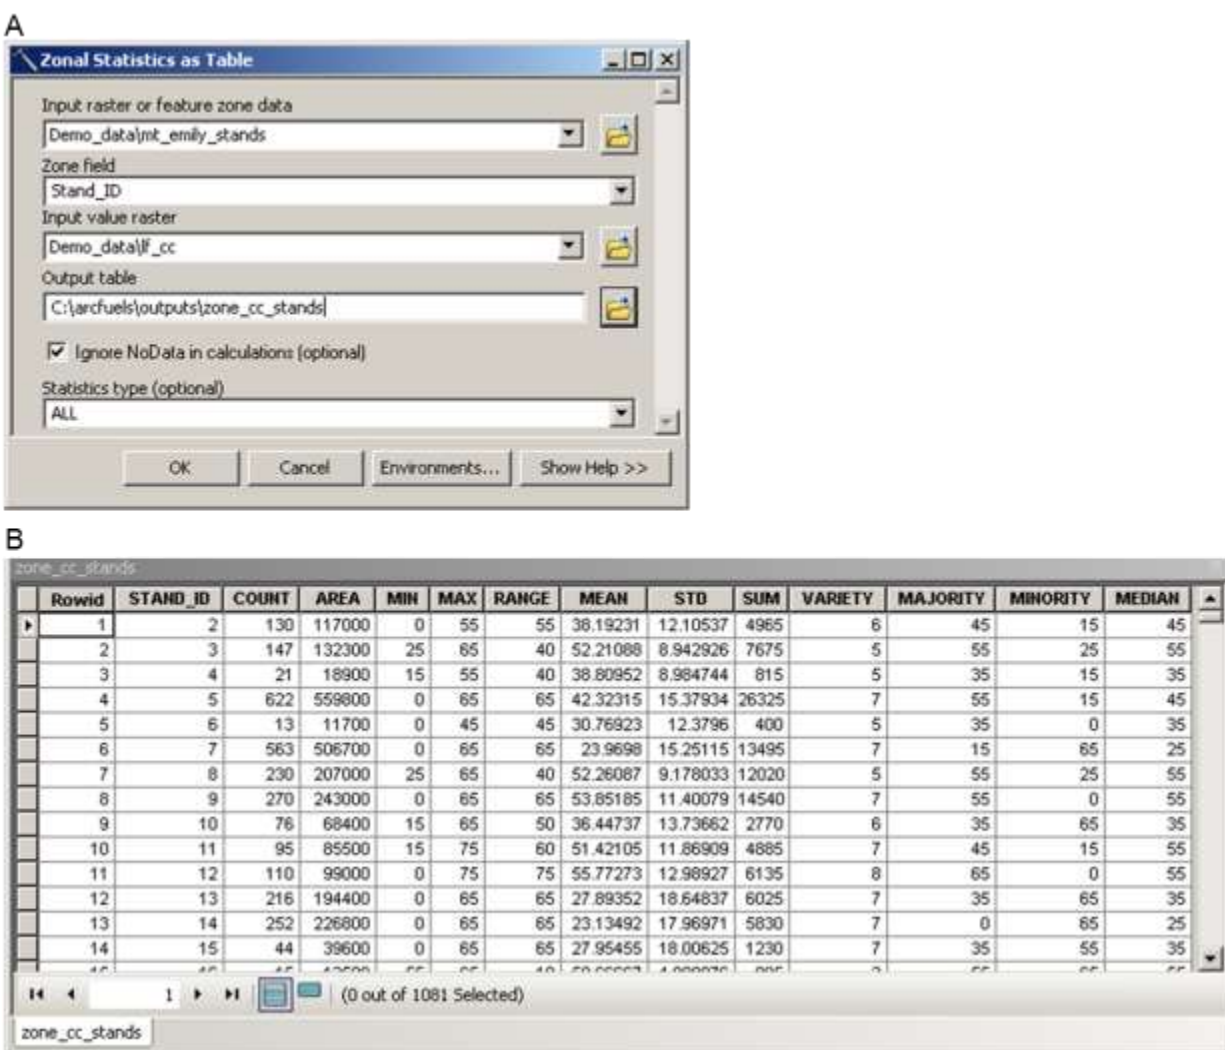 A
Zonal Statistics as Table
Input raster or feature zone data
Demo_data\mt_emily_stands
Zone field
Stand_ID
Input value raster
Demo_data\lf_cc
Output table
C:\arcfuels\outputs\zone_cc_stands
Ignore NoData in calculations (optional)
Statistics type (optional)
ALL
OK Cancel Environments... Show Help >>
B
zone_cc_stands
Rowid STAND_ID COUNT AREA MIN MAX RANGE MEAN STD SUM VARIETY MAJORITY MINORITY MEDIAN
1 2 130 117000 0 55 55 38.19231 12.10537 4965 6 45 15 45
2 3 147 132300 25 65 40 52.21088 8.942926 7675 5 55 25 55
3 4 21 18900 15 55 40 38.80952 8.984744 815 5 35 15 35
4 5 622 559800 0 65 65 42.32315 15.37934 26325 7 55 15 45
5 6 13 11700 0 45 45 30.76923 12.3796 400 5 35 0 35
6 7 563 506700 0 65 65 23.9698 15.25115 13495 7 15 65 25
7 8 230 207000 25 65 40 52.26087 9.178033 12020 5 55 25 55
8 9 270 243000 0 65 65 53.85185 11.40079 14540 7 55 0 55
9 10 76 68400 15 65 50 36.44737 13.73662 2770 6 35 65 35
10 11 95 85500 15 75 60 51.42105 11.86909 4885 7 45 15 55
11 12 110 99000 0 75 75 55.77273 12.98927 6135 8 65 0 55
12 13 216 194400 0 65 65 27.89352 18.64837 6025 7 35 65 35
13 14 252 226800 0 65 65 23.13492 17.96971 5830 7 0 65 25
14 15 44 39600 0 65 65 27.95455 18.00625 1230 7 35 55 35
1 (0 out of 1081 Selected)
zone_cc_stands